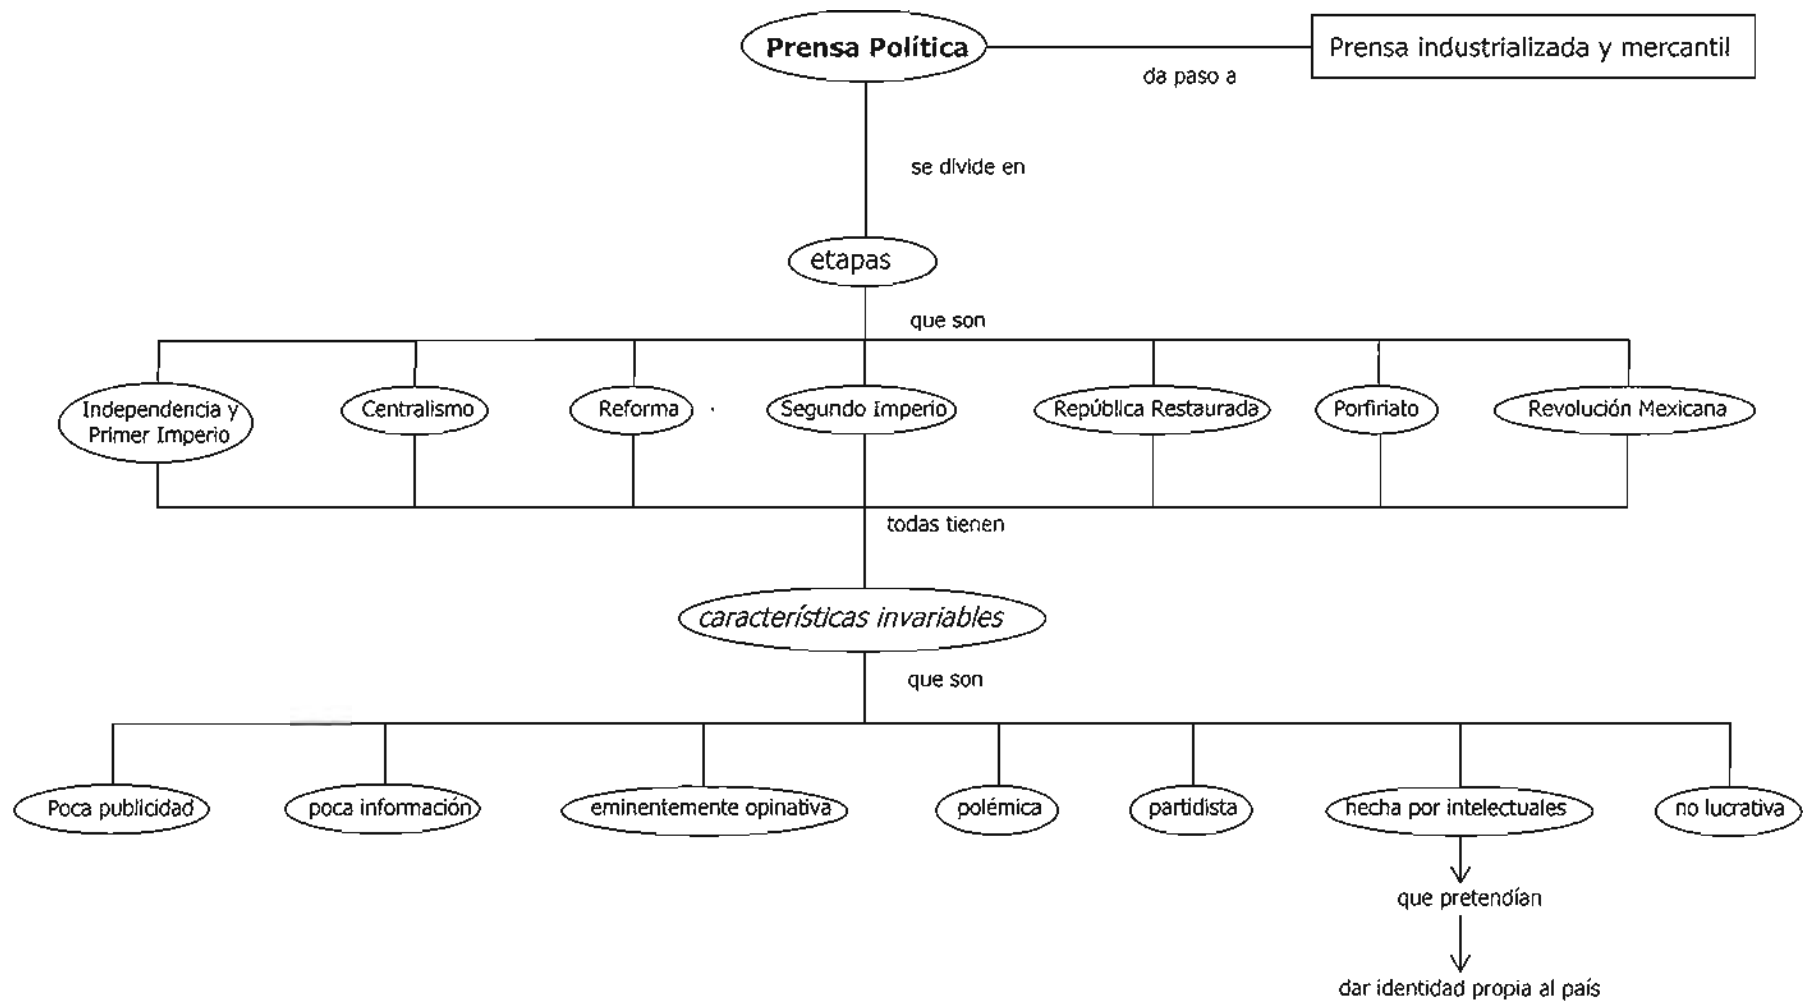 Prensa Política
Prensa industrializada y mercantil
da paso a
se divide en
etapas
que son
Independencia y
Primer Imperio
Centralismo
Reforma
Segundo Imperio
República Restaurada
Porfiriato
Revolución Mexicana
todas tienen
características invariables
que son
Poca publicidad
poca información
eminentemente opinativa
polémica
partidista
hecha por intelectuales
no lucrativa
que pretendían
dar identidad propia al país